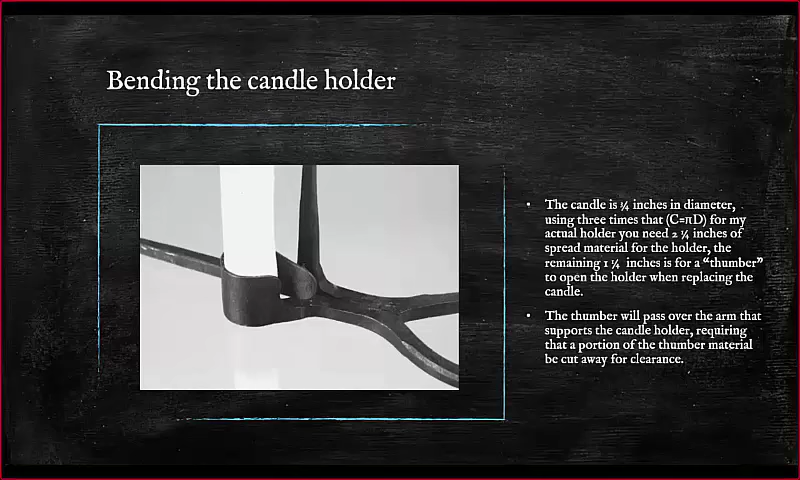 Bending the candle holder
• The candle is ¾ inches in diameter,
using three times that (C=πD) for my
actual holder you need 2 ¼ inches of
spread material for the holder, the
remaining 1 inches is for a “thumber”
to open the holder when replacing the
candle.
• The thumber will pass over the arm that
supports the candle holder, requiring
that a portion of the thumber material
be cut away for clearance.